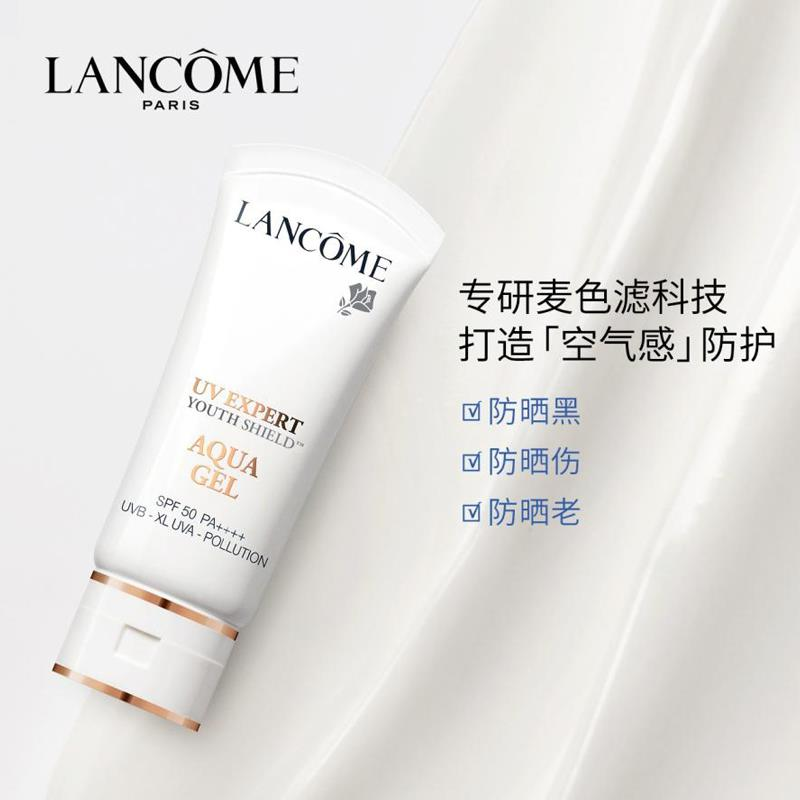 LANCÔME
PARIS
LANCÔME
UV EXPERT
YOUTH SHIELD™
AQUA
GEL
SPF 50 PA++++
UVB - XL UVA - POLLUTION
专研麦色滤科技
打造「空气感」防护
☑防晒黑
☑防晒伤
☑防晒老